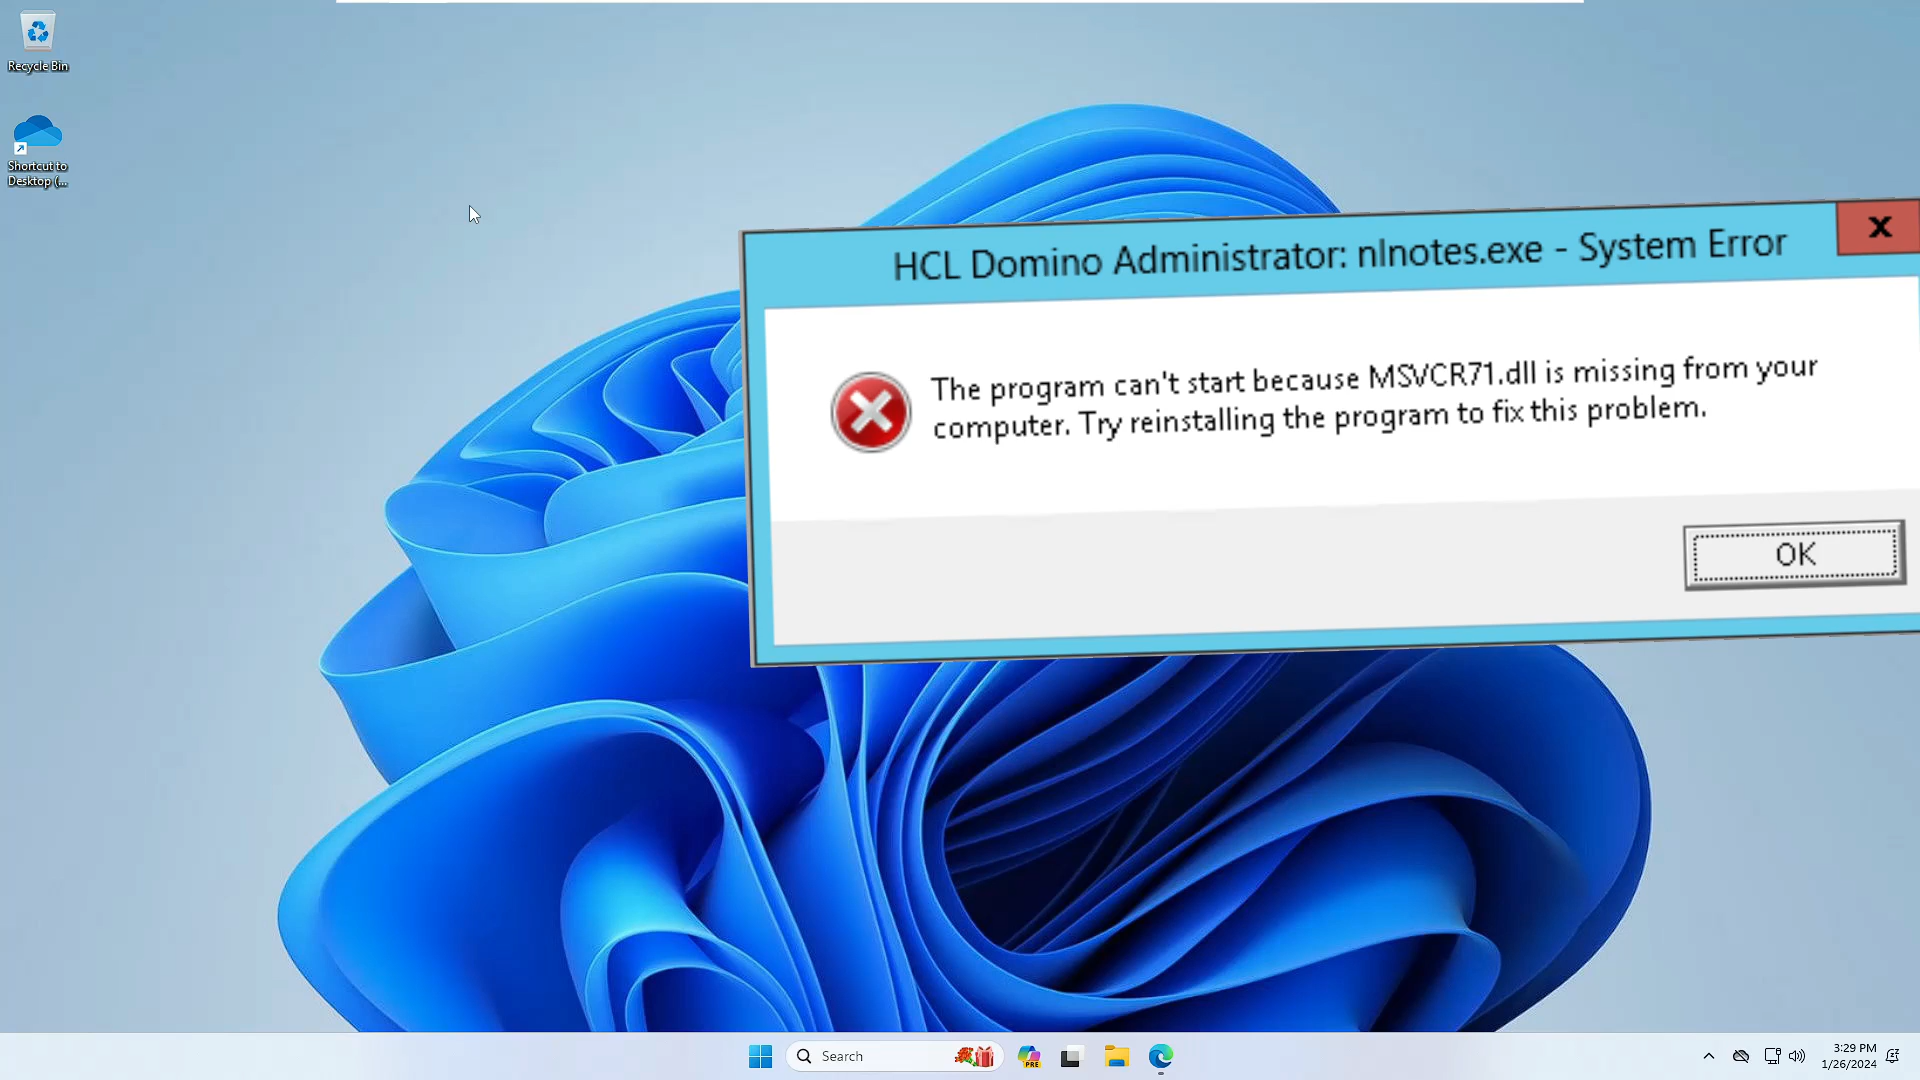 Recycle Bin
Shortcut to
Desktop (...
HCL Domino Administrator: nlnotes.exe - System Error
X
The program can't start because MSVCR71.dll is missing from your
computer. Try reinstalling the program to fix this problem.
OK
Search
PRE
3:29 PM
1/26/2024